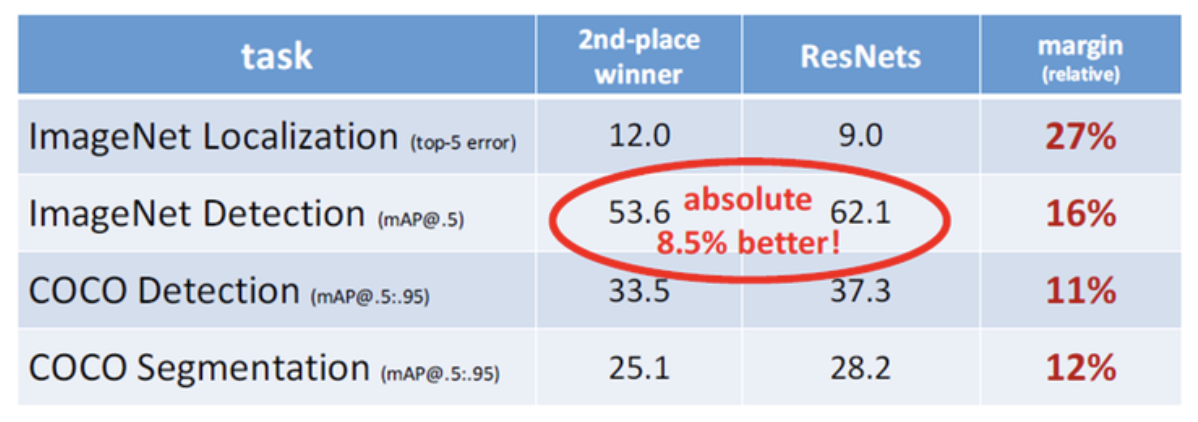 task 2nd-place winner ResNets margin (relative)
ImageNet Localization (top-5 error) 12.0 9.0 27%
ImageNet Detection (mAP@.5) 53.6 absolute 8.5% better! 62.1 16%
COCO Detection (mAP@.5:.95) 33.5 37.3 11%
COCO Segmentation (mAP@.5:.95) 25.1 28.2 12%